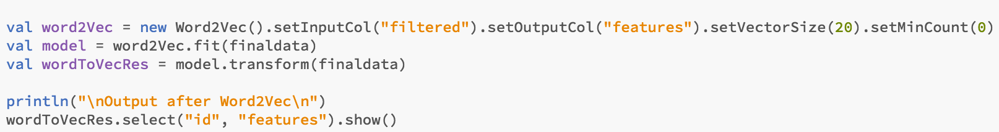 val word2Vec = new Word2Vec().setInputCol("filtered").setOutputCol("features").setVectorSize(20).setMinCount(0)
val model = word2Vec.fit(finaldata)
val wordToVecRes = model.transform(finaldata)
println("\nOutput after Word2Vec\n")
wordToVecRes.select("id", "features").show()